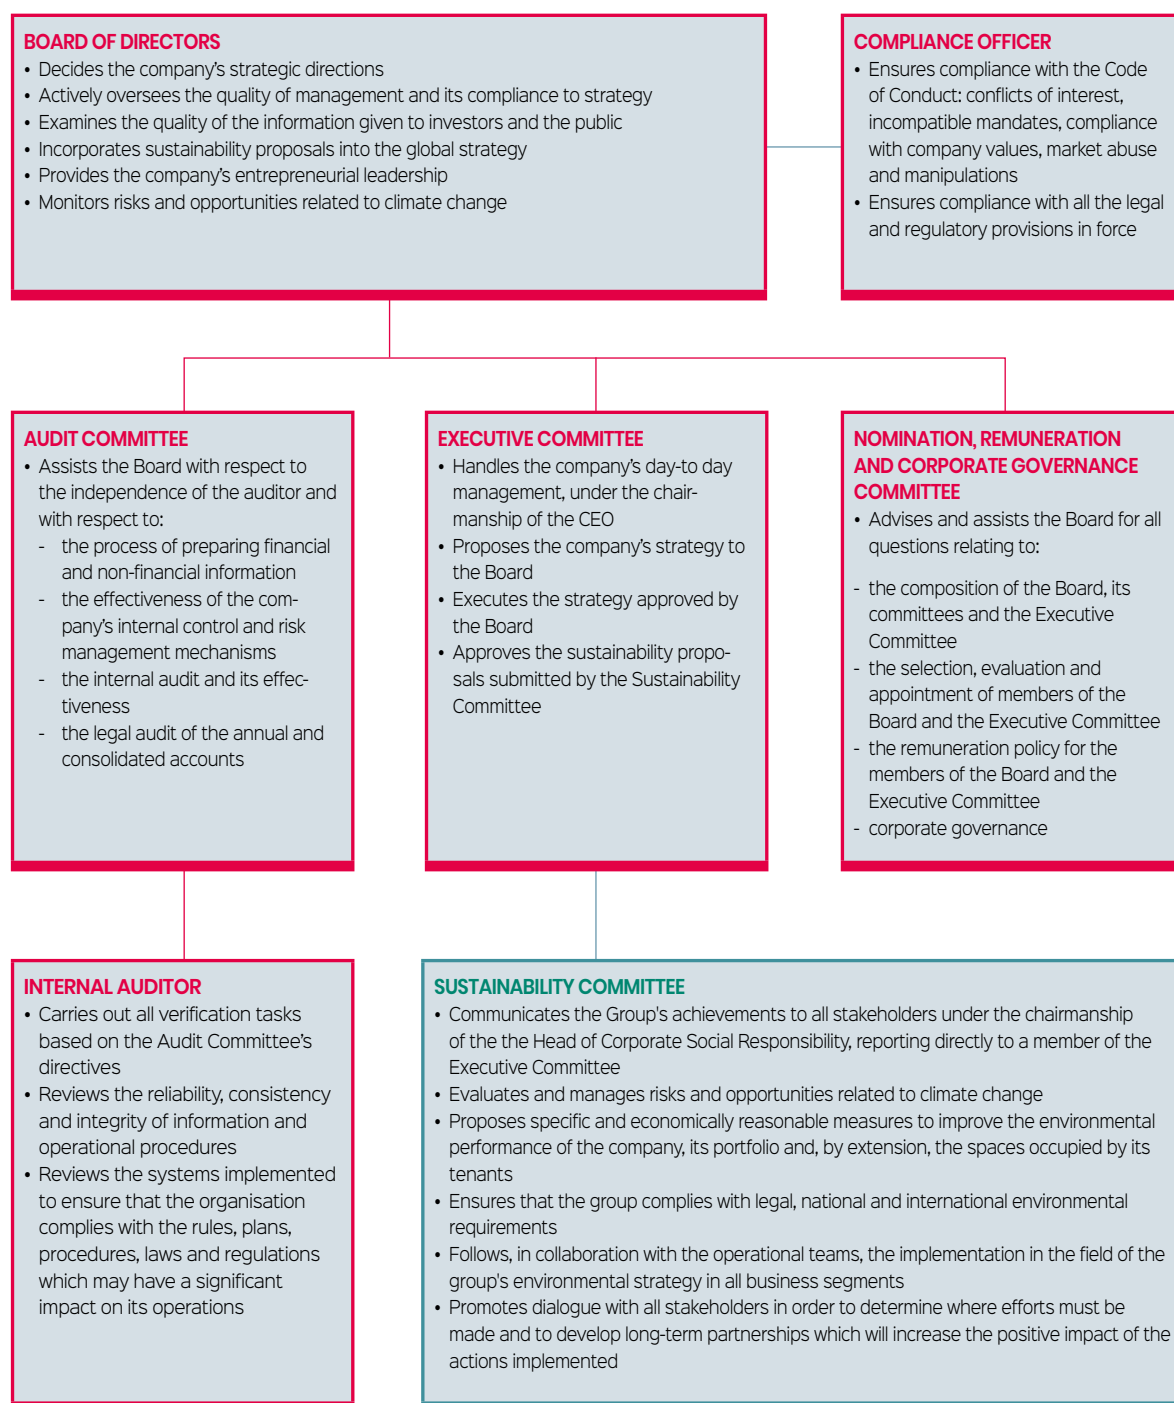 BOARD OF DIRECTORS
• Decides the company's strategic directions
• Actively oversees the quality of management and its compliance to strategy
• Examines the quality of the information given to investors and the public
• Incorporates sustainability proposals into the global strategy
• Provides the company's entrepreneurial leadership
• Monitors risks and opportunities related to climate change
COMPLIANCE OFFICER
• Ensures compliance with the Code
of Conduct: conflicts of interest,
incompatible mandates, compliance
with company values, market abuse
and manipulations
• Ensures compliance with all the legal
and regulatory provisions in force
AUDIT COMMITTEE
• Assists the Board with respect to
the independence of the auditor and
with respect to:
- the process of preparing financial
and non-financial information
- the effectiveness of the com-
pany's internal control and risk
management mechanisms
- the internal audit and its effec-
tiveness
- the legal audit of the annual and
consolidated accounts
EXECUTIVE COMMITTEE
• Handles the company's day-to day
management, under the chair-
manship of the CEO
• Proposes the company's strategy to
the Board
• Executes the strategy approved by
the Board
• Approves the sustainability propo-
sals submitted by the Sustainability
Committee
NOMINATION, REMUNERATION
AND CORPORATE GOVERNANCE
COMMITTEE
• Advises and assists the Board for all
questions relating to:
- the composition of the Board, its
committees and the Executive
Committee
- the selection, evaluation and
appointment of members of the
Board and the Executive Committee
- the remuneration policy for the
members of the Board and the
Executive Committee
- corporate governance
INTERNAL AUDITOR
• Carries out all verification tasks
based on the Audit Committee's
directives
• Reviews the reliability, consistency
and integrity of information and
operational procedures
• Reviews the systems implemented
to ensure that the organisation
complies with the rules, plans,
procedures, laws and regulations
which may have a significant
impact on its operations
SUSTAINABILITY COMMITTEE
• Communicates the Group's achievements to all stakeholders under the chairmanship
of the the Head of Corporate Social Responsibility, reporting directly to a member of the
Executive Committee
• Evaluates and manages risks and opportunities related to climate change
• Proposes specific and economically reasonable measures to improve the environmental
performance of the company, its portfolio and, by extension, the spaces occupied by its
tenants
• Ensures that the group complies with legal, national and international environmental
requirements
• Follows, in collaboration with the operational teams, the implementation in the field of the
group's environmental strategy in all business segments
• Promotes dialogue with all stakeholders in order to determine where efforts must be
made and to develop long-term partnerships which will increase the positive impact of the
actions implemented